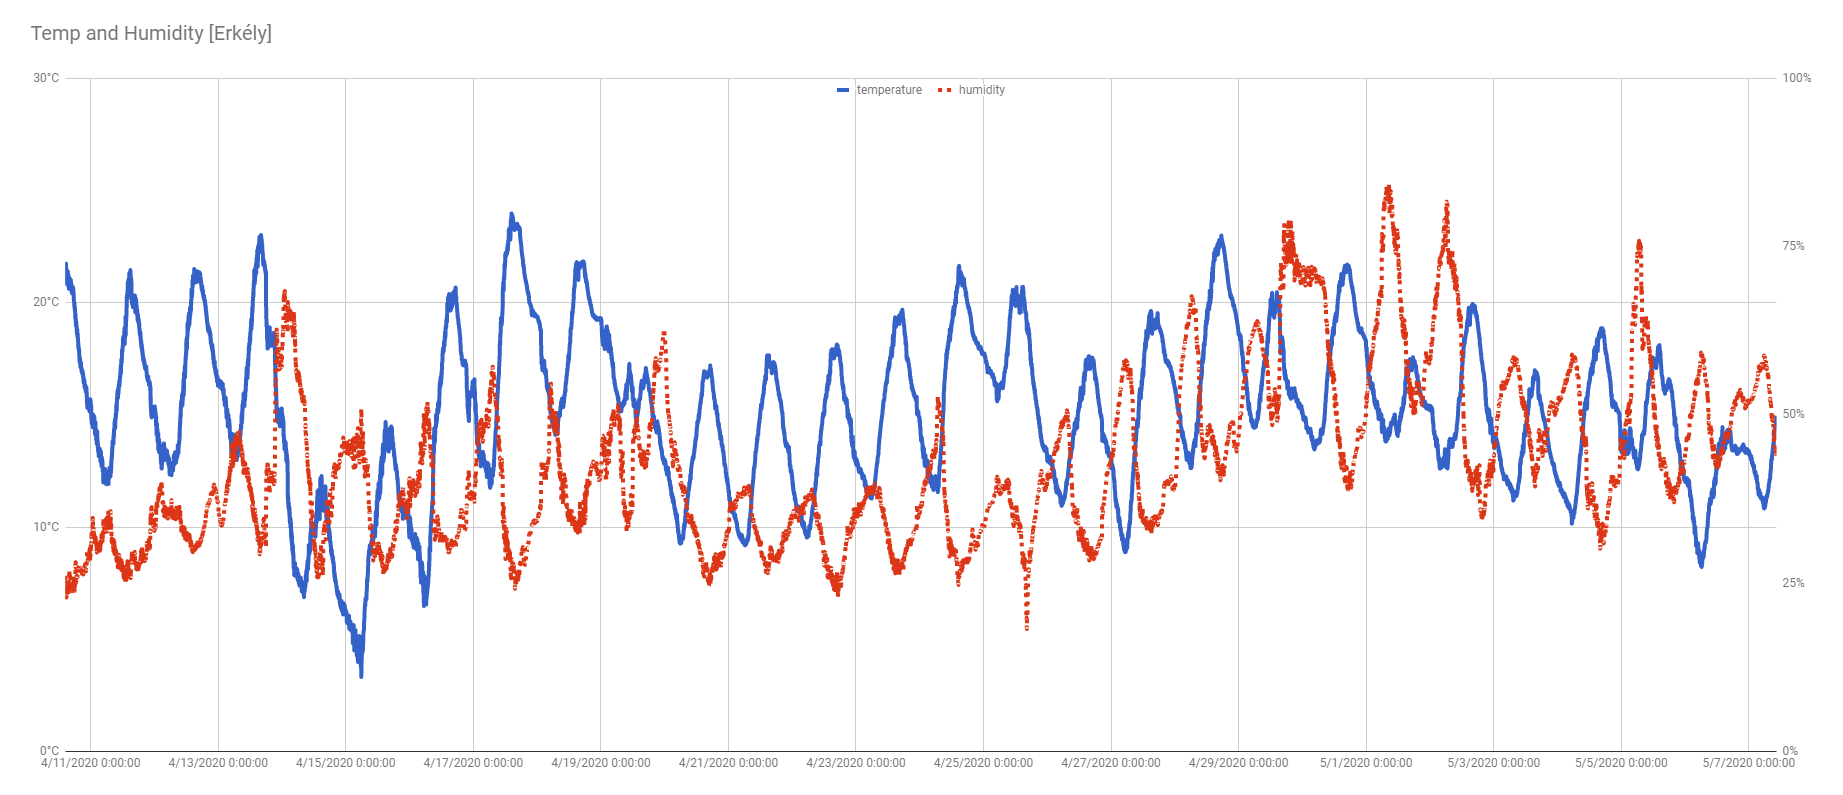 Temp and Humidity [Erkély]
30°C
100%
temperature
humidity
75%
20°C
50%
10°C
25%
0°C
0%
4/11/2020 0:00:00
4/13/2020 0:00:00
4/15/2020 0:00:00
4/17/2020 0:00:00
4/19/2020 0:00:00
4/21/2020 0:00:00
4/23/2020 0:00:00
4/25/2020 0:00:00
4/27/2020 0:00:00
4/29/2020 0:00:00
5/1/2020 0:00:00
5/3/2020 0:00:00
5/5/2020 0:00:00
5/7/2020 0:00:00